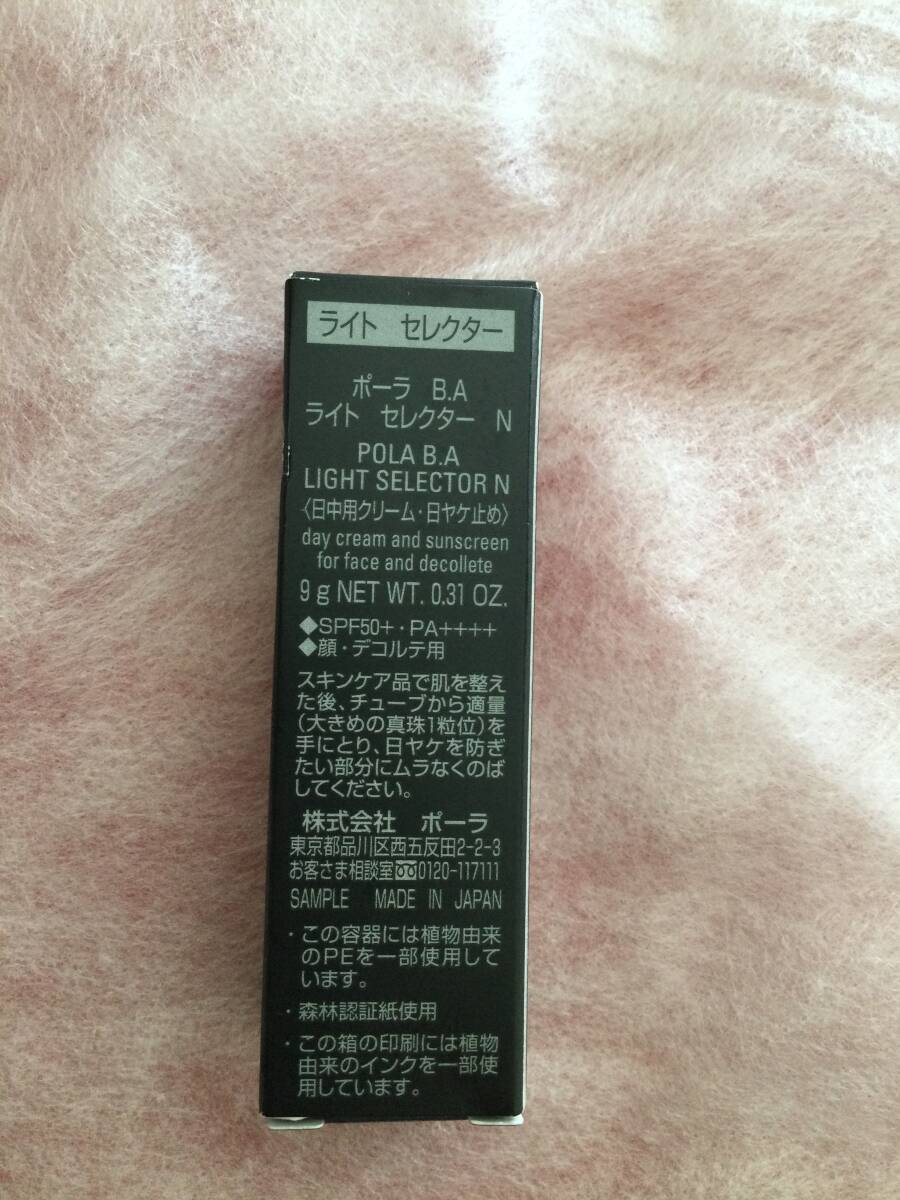 ライト セレクター
ポーラ B.A
ライト セレクター N
POLA B.A
LIGHT SELECTOR N
〈日中用クリーム・日ヤケ止め〉
day cream and sunscreen
for face and decollete
9 g NET WT. 0.31 OZ.
◆SPF50+・PA++++
◆顔・デコルテ用
スキンケア品で肌を整え
た後、チューブから適量
(大きめの真珠1粒位)を
手にとり、日ヤケを防ぎ
たい部分にムラなくのば
してください。
株式会社 ポーラ
東京都品川区西五反田2-2-3
お客さま相談室0120-117111
SAMPLE MADE IN JAPAN
・この容器には植物由来
のPEを一部使用して
います。
・森林認証紙使用
・この箱の印刷には植物
由来のインクを一部使
用しています。